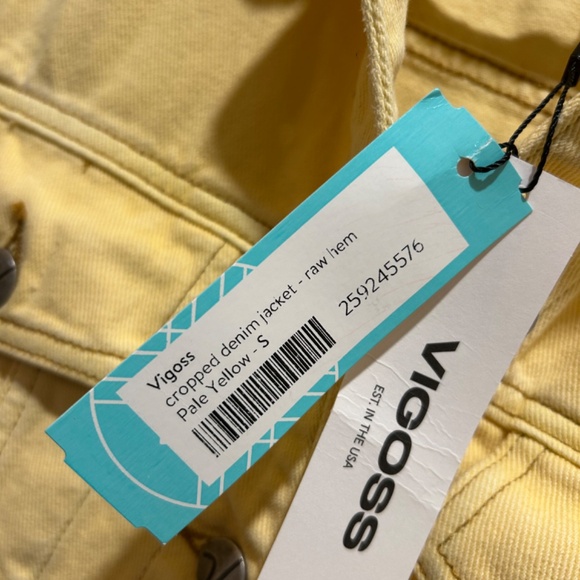 Vigoss
cropped denim jacket - raw hem
Pale Yellow - S
259245576
VIGOSS
EST. IN THE USA